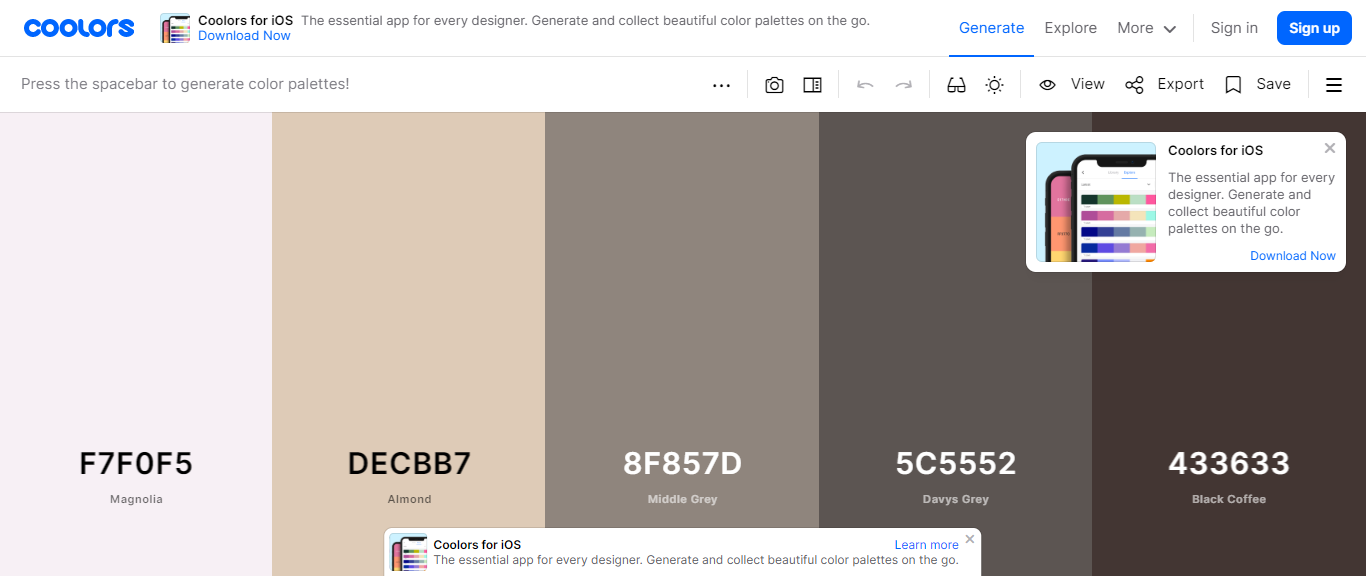 coolors
Coolors for iOS The essential app for every designer. Generate and collect beautiful color palettes on the go.
Download Now
Generate Explore More Sign in Sign up
Press the spacebar to generate color palettes!
View Export Save
Coolors for iOS
The essential app for every
designer. Generate and
collect beautiful color
palettes on the go.
Download Now
F7F0F5 DECBB7 8F857D 5C5552 433633
Magnolia Almond Middle Grey Davys Grey Black Coffee
Coolors for iOS Learn more
The essential app for every designer. Generate and collect beautiful color palettes on the go.